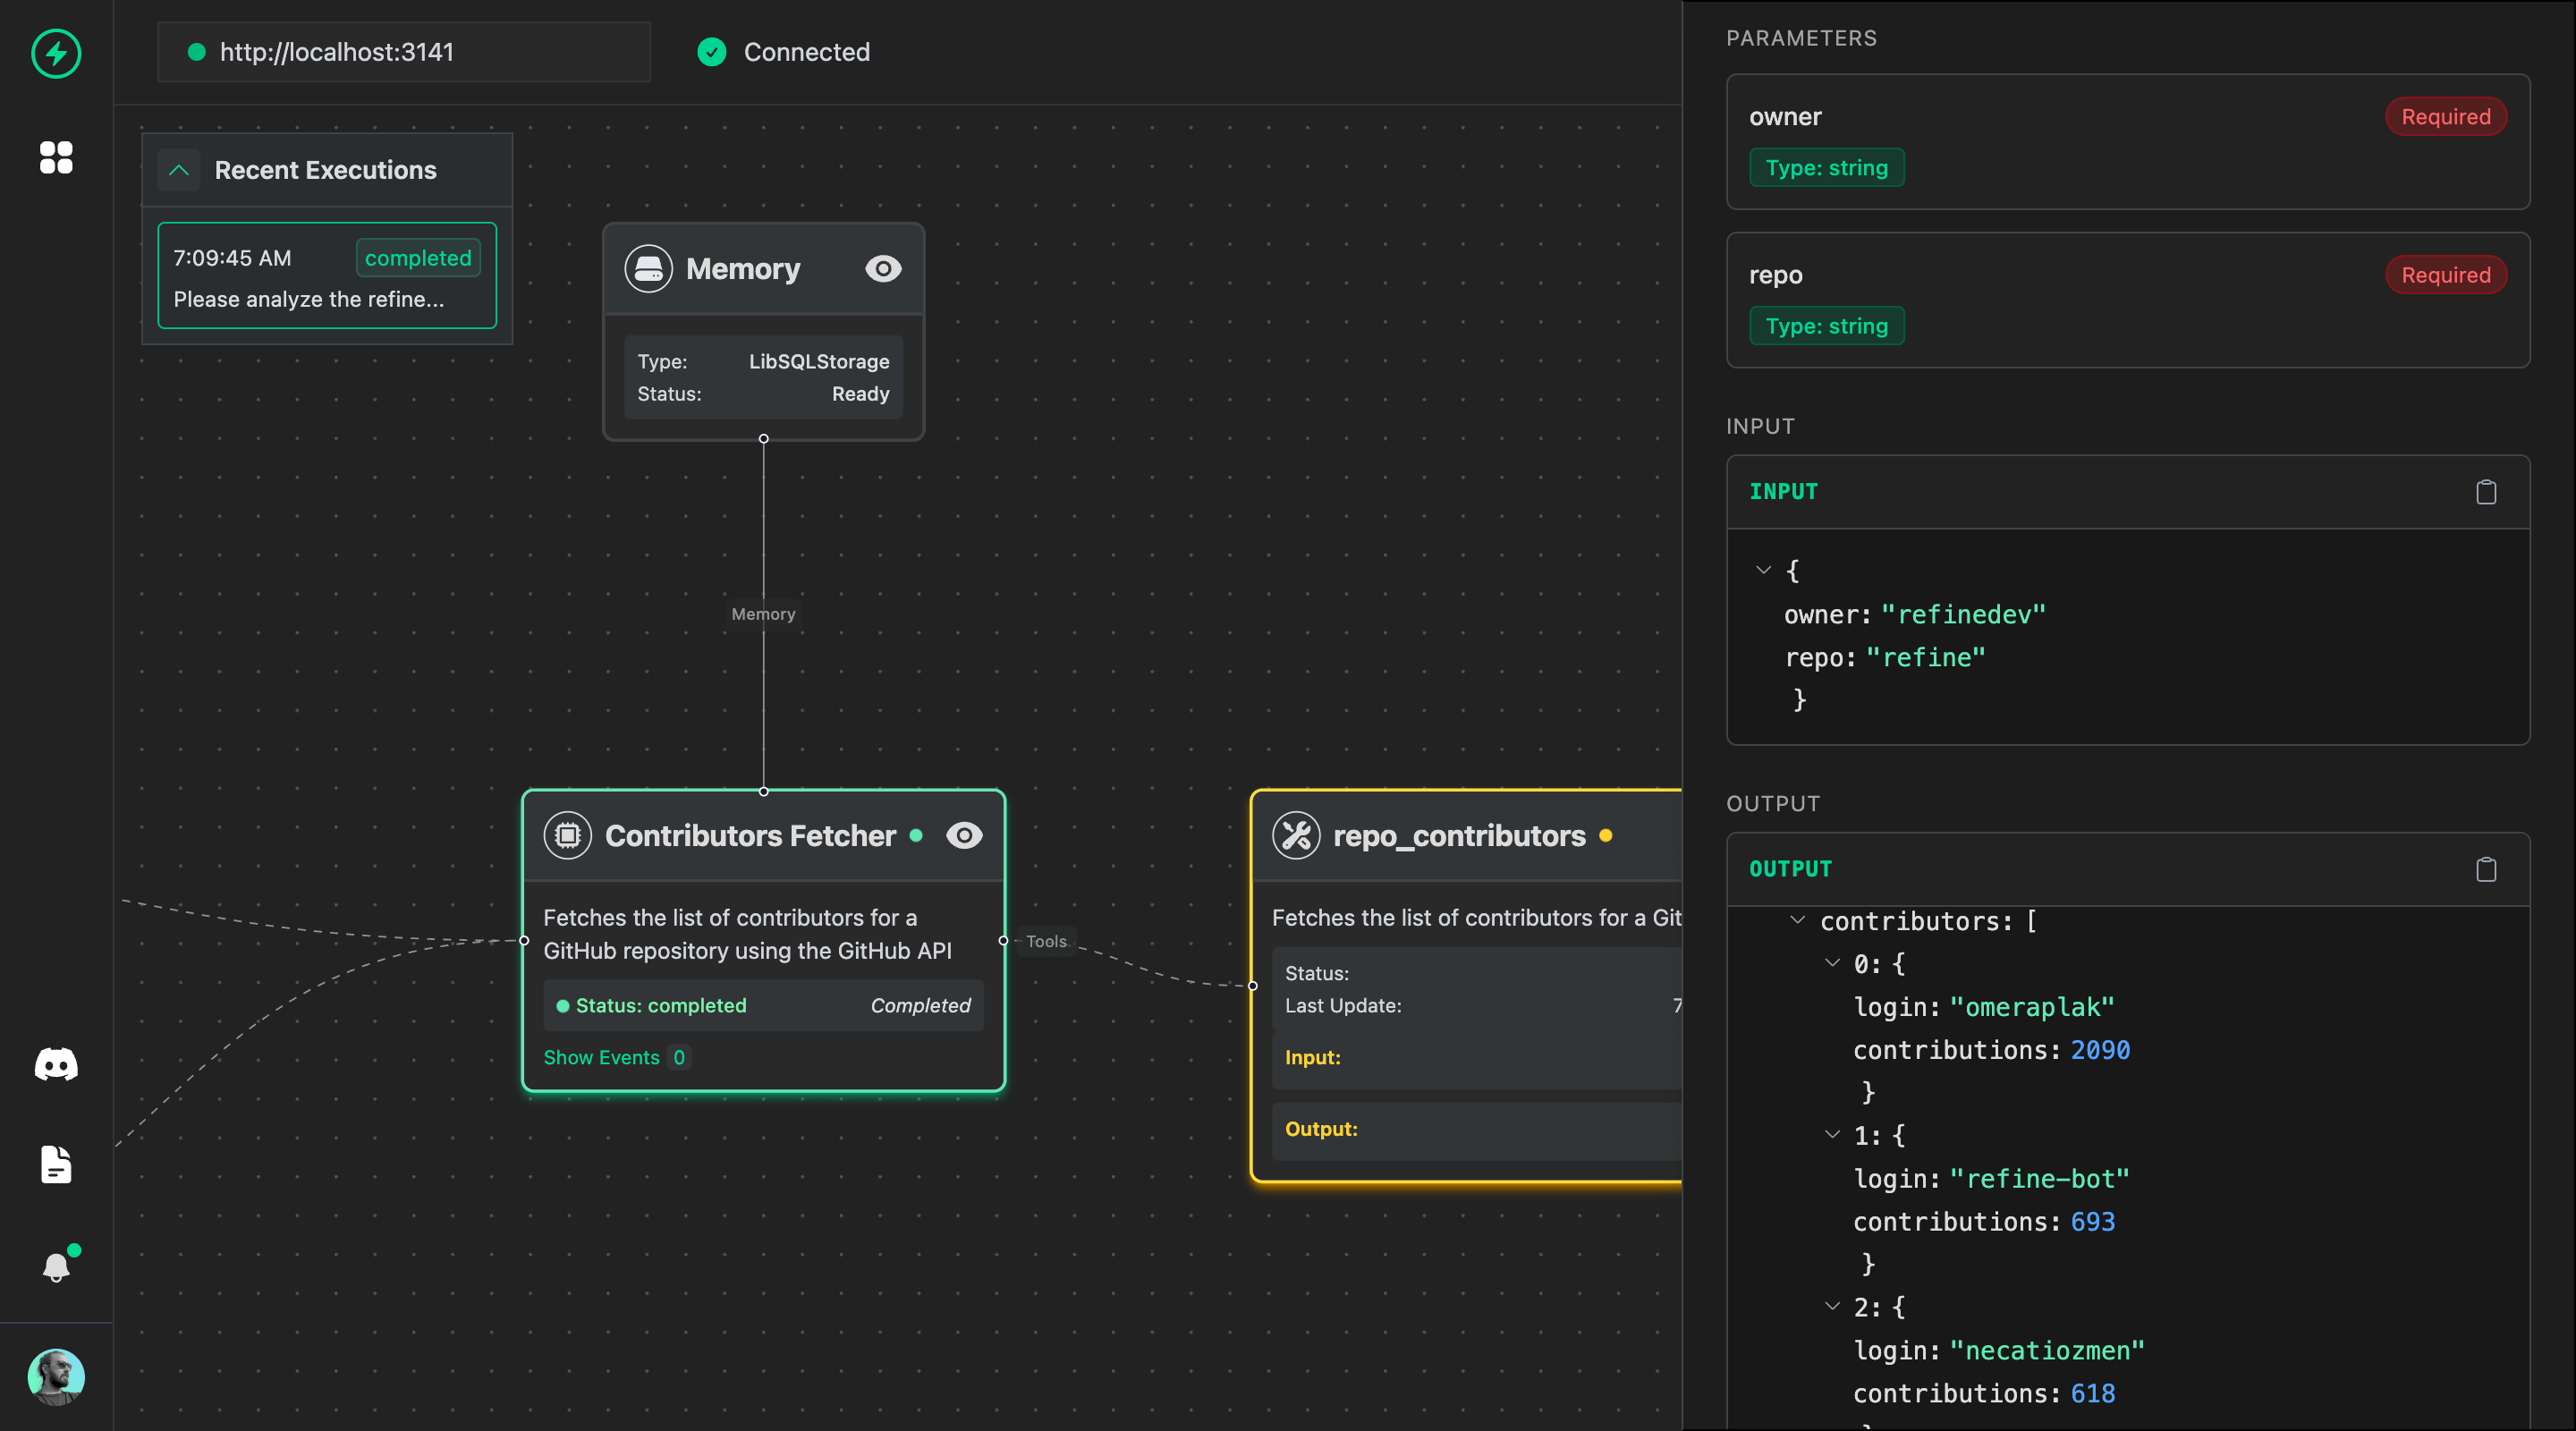 http://localhost:3141
Connected
Recent Executions
7:09:45 AM
completed
Please analyze the refine...
Memory
Type: LibSQLStorage
Status: Ready
Memory
Contributors Fetcher
Fetches the list of contributors for a
GitHub repository using the GitHub API
Status: completed
Completed
Show Events 0
Tools
repo_contributors
Fetches the list of contributors for a Git
Status:
Last Update: 7
Input:
Output:
PARAMETERS
owner
Required
Type: string
repo
Required
Type: string
INPUT
INPUT
{
owner: "refinedev"
repo: "refine"
}
OUTPUT
OUTPUT
contributors: [
0: {
login: "omeraplak"
contributions: 2090
}
1: {
login: "refine-bot"
contributions: 693
}
2: {
login: "necatiozmen"
contributions: 618
}